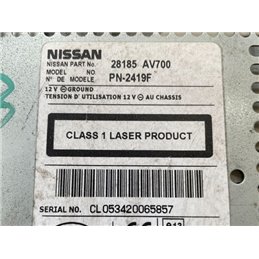 NISSAN
NISSAN PART No. 28185 AV700
MODEL NO
N° DE MODELE PN-2419F
12 V ⊖ GROUND
TENSION D'UTILISATION 12 V ⊖ AU CHASSIS
CLASS 1 LASER PRODUCT
SERIAL NO. CL053420065857